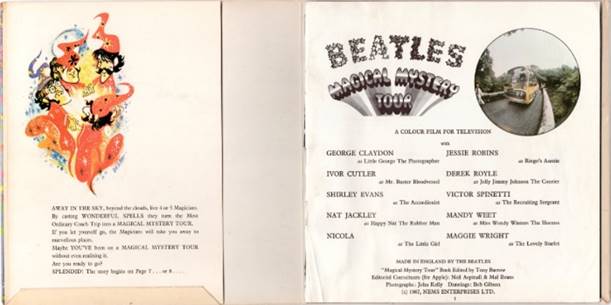 AWAY IN THE SKY, beyond the clouds, live 4 or 5 Magicians.
By casting WONDERFUL SPELLS they turn the Most
Ordinary Coach Trip into a MAGICAL MYSTERY TOUR.
If you let yourself go, the Magicians will take you away to
marvellous places.
Maybe YOU'VE been on a MAGICAL MYSTERY TOUR
without even realising it.
Are you ready to go?
SPLENDID! The story begins on Page 7 ... or 8 ....
BEATLES
MAGICAL MYSTERY
TOUR
A COLOUR FILM FOR TELEVISION
with
GEORGE CLAYDON
as Little George The Photographer
JESSIE ROBINS
as Ringo's Auntie
IVOR CUTLER
as Mr. Buster Bloodvessel
DEREK ROYLE
as Jolly Jimmy Johnson The Courier
SHIRLEY EVANS
as The Accordionist
VICTOR SPINETTI
as The Recruiting Sergeant
NAT JACKLEY
as Happy Nat The Rubber Man
MANDY WEET
as Miss Wendy Winters The Hostess
NICOLA
as The Little Girl
MAGGIE WRIGHT
as The Lovely Starlet
MADE IN ENGLAND BY THE BEATLES
"Magical Mystery Tour" Book Edited by Tony Barrow
Editorial Consultants (for Apple): Neil Aspinall & Mal Evans
Photographs: John Kelly Drawings: Bob Gibson
(c) 1967, NEMS ENTERPRISES LTD.
1